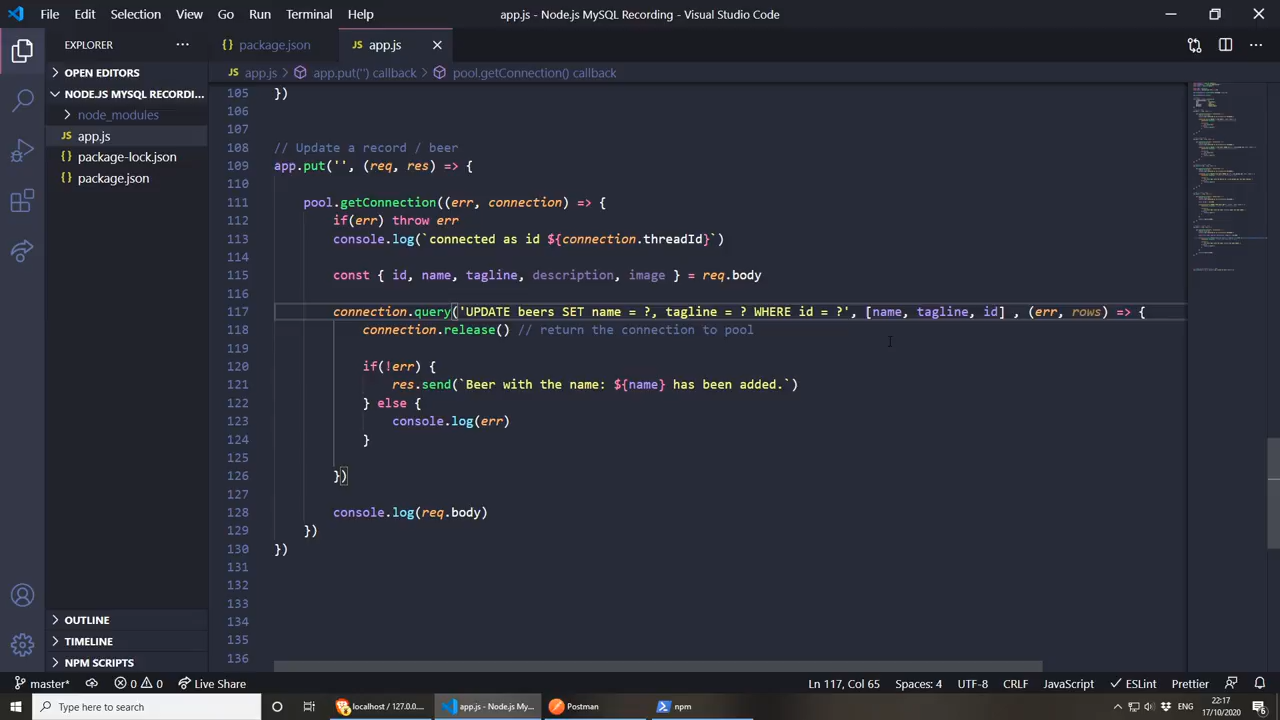 File Edit Selection View Go Run Terminal Help app.js - Node.js MySQL Recording - Visual Studio Code
EXPLORER
OPEN EDITORS
NODE.JS MYSQL RECORDI...
node_modules
JS app.js
{} package-lock.json
{} package.json
OUTLINE
TIMELINE
NPM SCRIPTS
{} package.json JS app.js
JS app.js > app.put('') callback > pool.getConnection() callback
105 })
106
107
108 // Update a record / beer
109 app.put('', (req, res) => {
110
111 pool.getConnection((err, connection) => {
112 if(err) throw err
113 console.log(`connected as id ${connection.threadId}`)
114
115 const { id, name, tagline, description, image } = req.body
116
117 connection.query('UPDATE beers SET name = ?, tagline = ? WHERE id = ?', [name, tagline, id] , (err, rows) => {
118 connection.release() // return the connection to pool
119
120 if(!err) {
121 res.send(`Beer with the name: ${name} has been added.`)
122 } else {
123 console.log(err)
124 }
125
126 })
127
128 console.log(req.body)
129 })
130 })
131
132
133
134
135
136
master* 0 0 Live Share Ln 117, Col 65 Spaces: 4 UTF-8 CRLF JavaScript ESLint Prettier
Type here to search localhost / 127.0.0.... app.js - Node.js My... Postman npm ENG 22:17
17/10/2020 6